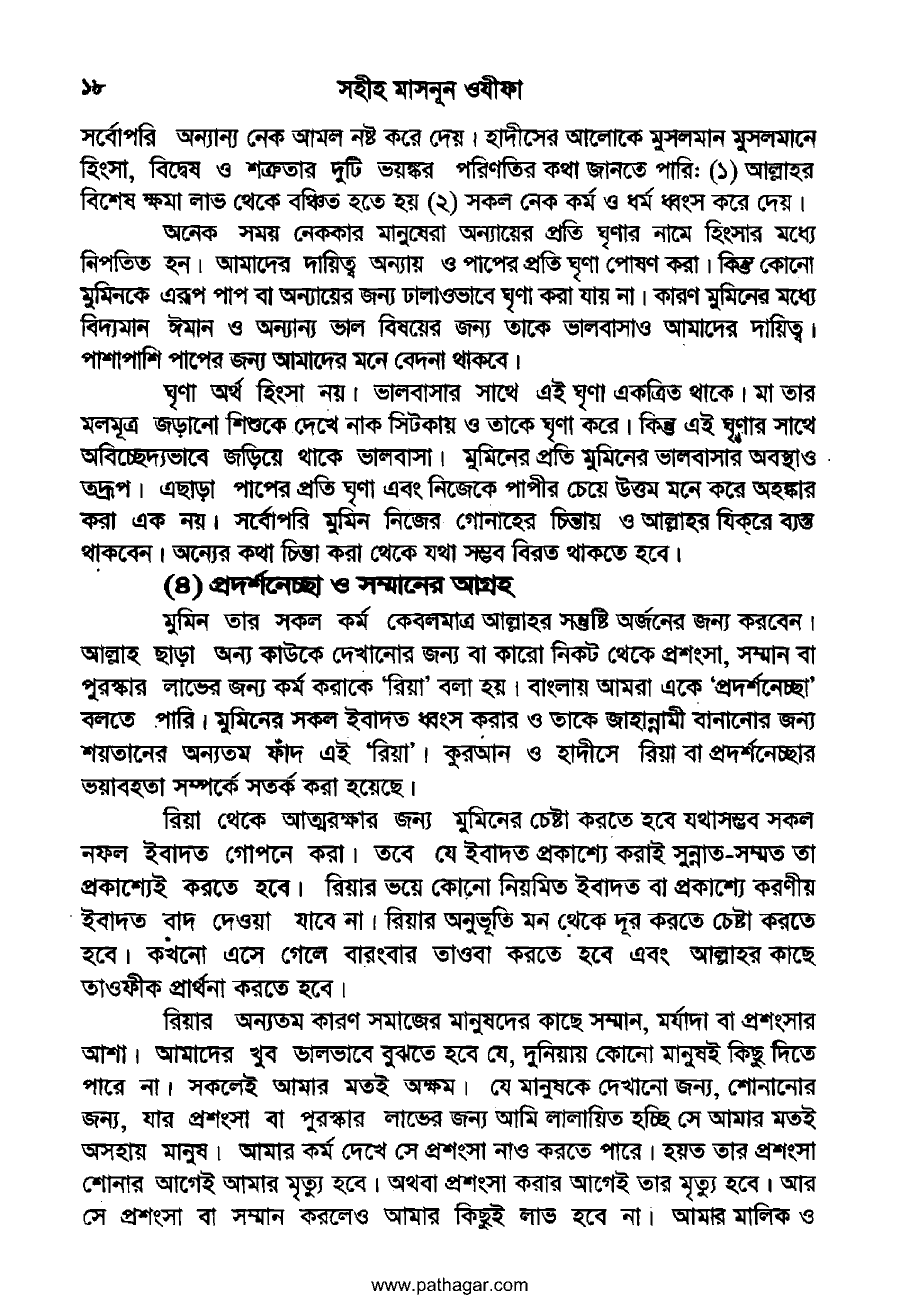 ১৮ সহীহ মাসনূন ওযীফা
সর্বোপরি অন্যান্য নেক আমল নষ্ট করে দেয়। হাদীসের আলোকে মুসলমান মুসলমানে
হিংসা, বিদ্বেষ ও শত্রুতার দুটি ভয়ঙ্কর পরিণতির কথা জানতে পারি: (১) আল্লাহর
বিশেষ ক্ষমা লাভ থেকে বঞ্চিত হতে হয় (২) সকল নেক কর্ম ও ধর্ম ধ্বংস করে দেয়।
অনেক সময় নেককার মানুষেরা অন্যায়ের প্রতি ঘৃণার নামে হিংসার মধ্যে
নিপতিত হন। আমাদের দায়িত্ব অন্যায় ও পাপের প্রতি ঘৃণা পোষণ করা। কিন্তু কোনো
মুমিনকে এরূপ পাপ বা অন্যায়ের জন্য ঢালাওভাবে ঘৃণা করা যায় না। কারণ মুমিনের মধ্যে
বিদ্যমান ঈমান ও অন্যান্য ভাল বিষয়ের জন্য তাকে ভালবাসাও আমাদের দায়িত্ব।
পাশাপাশি পাপের জন্য আমাদের মনে বেদনা থাকবে।
ঘৃণা অর্থ হিংসা নয়। ভালবাসার সাথে এই ঘৃণা একত্রিত থাকে। মা তার
মলমূত্র জড়ানো শিশুকে দেখে নাক সিটকায় ও তাকে ঘৃণা করে। কিন্তু এই ঘৃণার সাথে
অবিচ্ছেদ্যভাবে জড়িয়ে থাকে ভালবাসা। মুমিনের প্রতি মুমিনের ভালবাসার অবস্থাও
তদ্রূপ। এছাড়া পাপের প্রতি ঘৃণা এবং নিজেকে পাপীর চেয়ে উত্তম মনে করে অহঙ্কার
করা এক নয়। সর্বোপরি মুমিন নিজের গোনাহের চিন্তায় ও আল্লাহর যিক্‌রে ব্যস্ত
থাকবেন। অন্যের কথা চিন্তা করা থেকে যথা সম্ভব বিরত থাকতে হবে।
(৪) প্রদর্শনেচ্ছা ও সম্মানের আগ্রহ
মুমিন তার সকল কর্ম কেবলমাত্র আল্লাহর সন্তুষ্টি অর্জনের জন্য করবেন।
আল্লাহ ছাড়া অন্য কাউকে দেখানোর জন্য বা কারো নিকট থেকে প্রশংসা, সম্মান বা
পুরস্কার লাভের জন্য কর্ম করাকে ‘রিয়া’ বলা হয়। বাংলায় আমরা একে ‘প্রদর্শনেচ্ছা’
বলতে পারি। মুমিনের সকল ইবাদত ধ্বংস করার ও তাকে জাহান্নামী বানানোর জন্য
শয়তানের অন্যতম ফাঁদ এই ‘রিয়া’। কুরআন ও হাদীসে রিয়া বা প্রদর্শনেচ্ছার
ভয়াবহতা সম্পর্কে সতর্ক করা হয়েছে।
রিয়া থেকে আত্মরক্ষার জন্য মুমিনের চেষ্টা করতে হবে যথাসম্ভব সকল
নফল ইবাদত গোপনে করা। তবে যে ইবাদত প্রকাশ্যে করাই সুন্নাত-সম্মত তা
প্রকাশ্যেই করতে হবে। রিয়ার ভয়ে কোনো নিয়মিত ইবাদত বা প্রকাশ্যে করণীয়
ইবাদত বাদ দেওয়া যাবে না। রিয়ার অনুভূতি মন থেকে দূর করতে চেষ্টা করতে
হবে। কখনো এসে গেলে বারংবার তাওবা করতে হবে এবং আল্লাহর কাছে
তাওফীক প্রার্থনা করতে হবে।
রিয়ার অন্যতম কারণ সমাজের মানুষদের কাছে সম্মান, মর্যাদা বা প্রশংসার
আশা। আমাদের খুব ভালভাবে বুঝতে হবে যে, দুনিয়ায় কোনো মানুষই কিছু দিতে
পারে না। সকলেই আমার মতই অক্ষম। যে মানুষকে দেখানো জন্য, শোনানোর
জন্য, যার প্রশংসা বা পুরস্কার লাভের জন্য আমি লালায়িত হচ্ছি সে আমার মতই
অসহায় মানুষ। আমার কর্ম দেখে সে প্রশংসা নাও করতে পারে। হয়ত তার প্রশংসা
শোনার আগেই আমার মৃত্যু হবে। অথবা প্রশংসা করার আগেই তার মৃত্যু হবে। আর
সে প্রশংসা বা সম্মান করলেও আমার কিছুই লাভ হবে না। আমার মালিক ও
www.pathagar.com